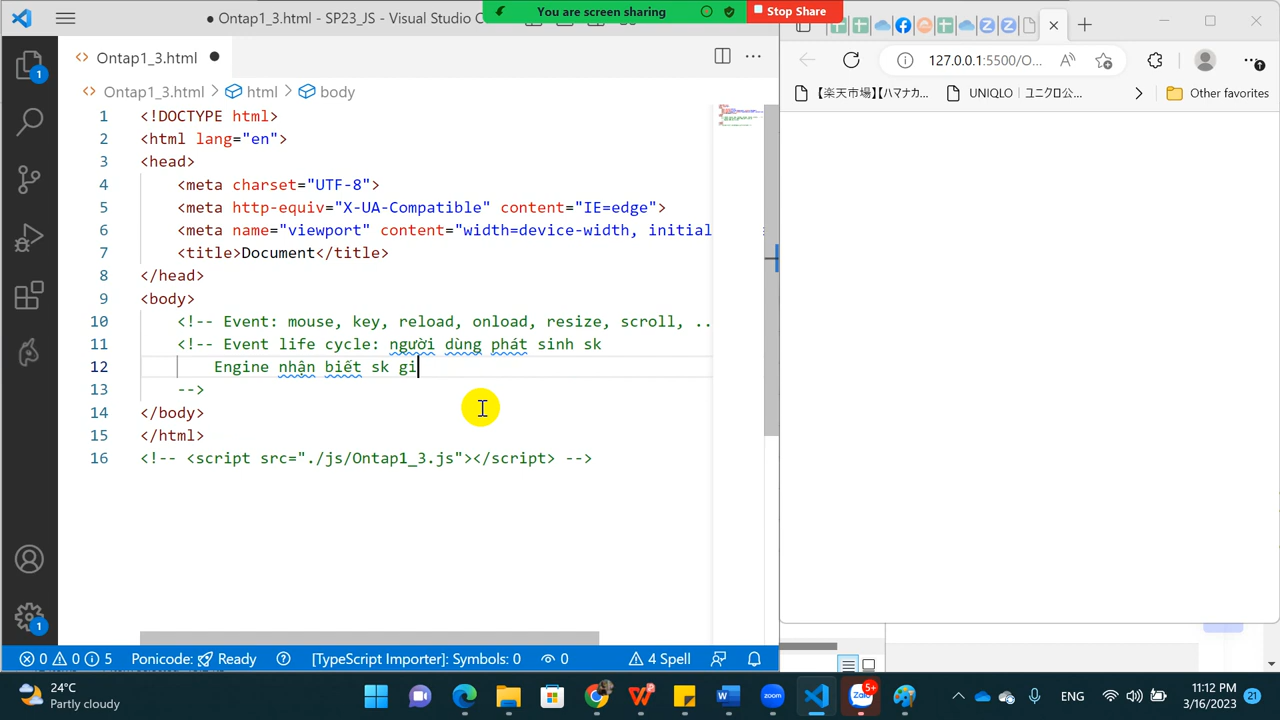 Ontap1_3.html - SP23_JS - Visual Studio C
You are screen sharing
Stop Share
Ontap1_3.html
127.0.0.1:5500/O...
Ontap1_3.html > html > body
【楽天市場】【ハマナカ...
UNIQLO | ユニクロ公...
Other favorites
1 <!DOCTYPE html>
2 <html lang="en">
3 <head>
4 <meta charset="UTF-8">
5 <meta http-equiv="X-UA-Compatible" content="IE=edge">
6 <meta name="viewport" content="width=device-width, initial
7 <title>Document</title>
8 </head>
9 <body>
10 <!-- Event: mouse, key, reload, onload, resize, scroll, ..
11 <!-- Event life cycle: người dùng phát sinh sk
12 Engine nhận biết sk gi
13 -->
14 </body>
15 </html>
16 <!-- <script src="./js/Ontap1_3.js"></script> -->
0 0 5 Ponicode: Ready [TypeScript Importer]: Symbols: 0 0 4 Spell
24°C
Partly cloudy
ENG
11:12 PM
3/16/2023
21